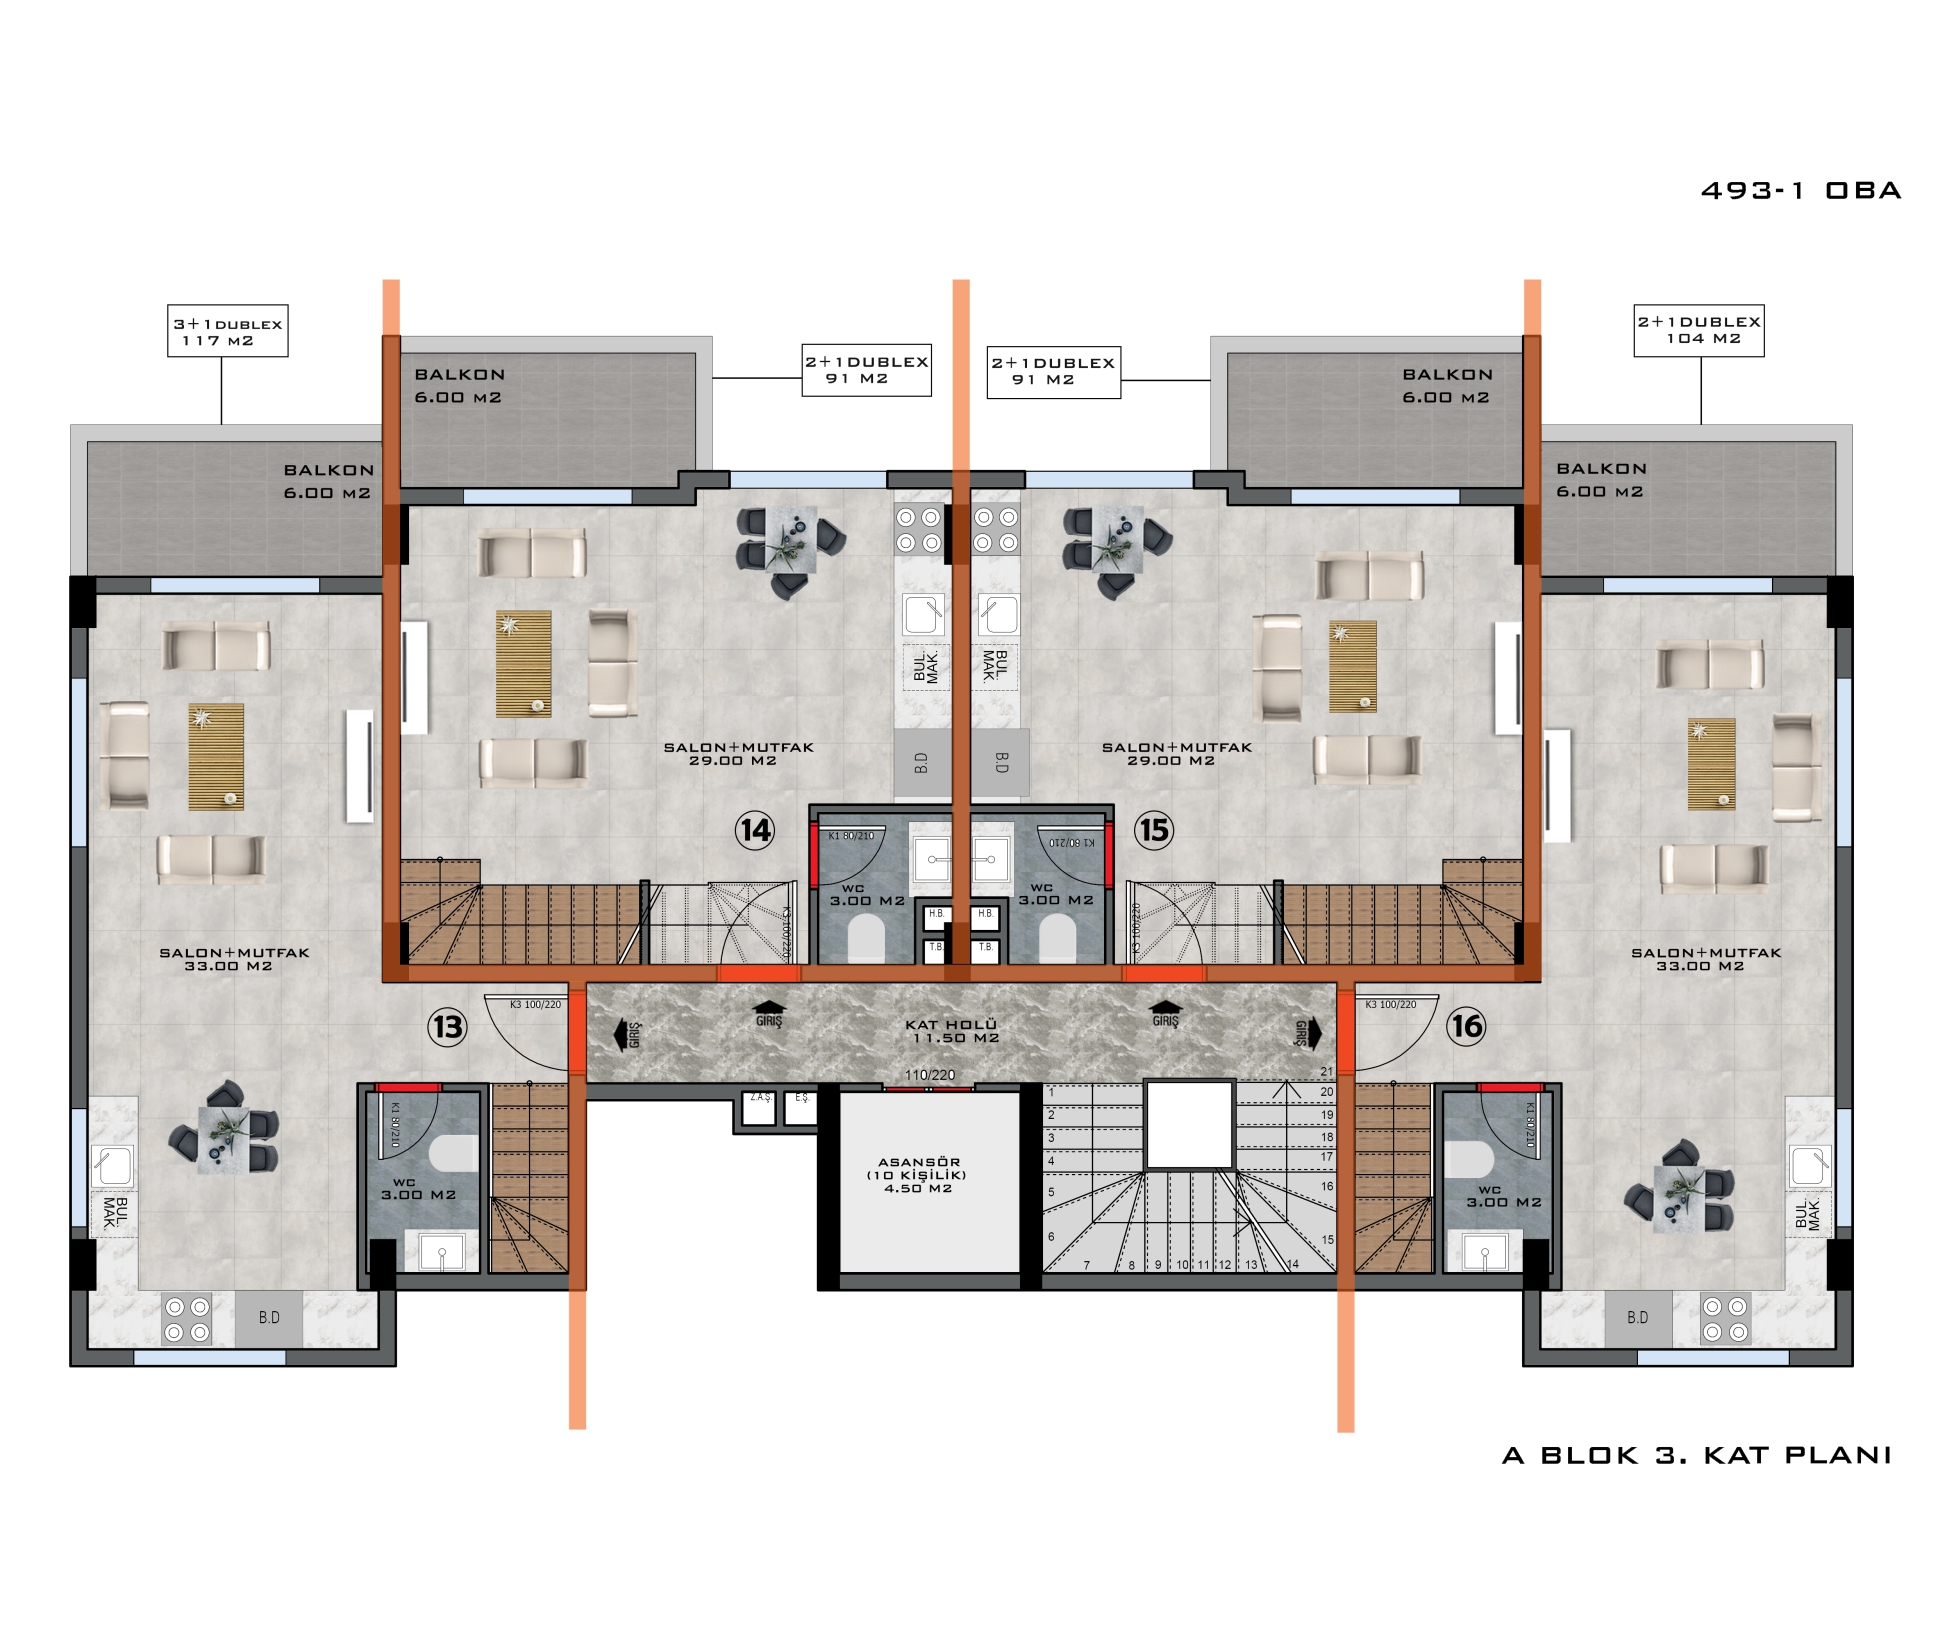 493-1 OBA
3+1 DUBLEX
117 M2
2+1 DUBLEX
91 M2
2+1 DUBLEX
91 M2
2+1 DUBLEX
104 M2
BALKON
6.00 M2
BALKON
6.00 M2
BALKON
6.00 M2
BALKON
6.00 M2
BUL.
MAK.
BUL.
MAK.
SALON+MUTFAK
29.00 M2
B.D
B.D
SALON+MUTFAK
29.00 M2
14
K1 80/210
K1 80/210
15
WC
3.00 M2
WC
3.00 M2
H.B.
H.B.
T.B.
T.B.
K3 100/220
K3 100/220
SALON+MUTFAK
33.00 M2
SALON+MUTFAK
33.00 M2
13
K3 100/220
GİRİŞ
GİRİŞ
KAT HOLÜ
11.50 M2
GİRİŞ
GİRİŞ
K3 100/220
16
110/220
Z.A.Ş.
E.Ş.
1
2
3
4
5
6
7
8
9
10
11
12
13
14
15
16
17
18
19
20
21
K1 80/210
K1 80/210
ASANSÖR
(10 KİŞİLİK)
4.50 M2
WC
3.00 M2
WC
3.00 M2
BUL.
MAK.
BUL.
MAK.
B.D
B.D
A BLOK 3. KAT PLANI